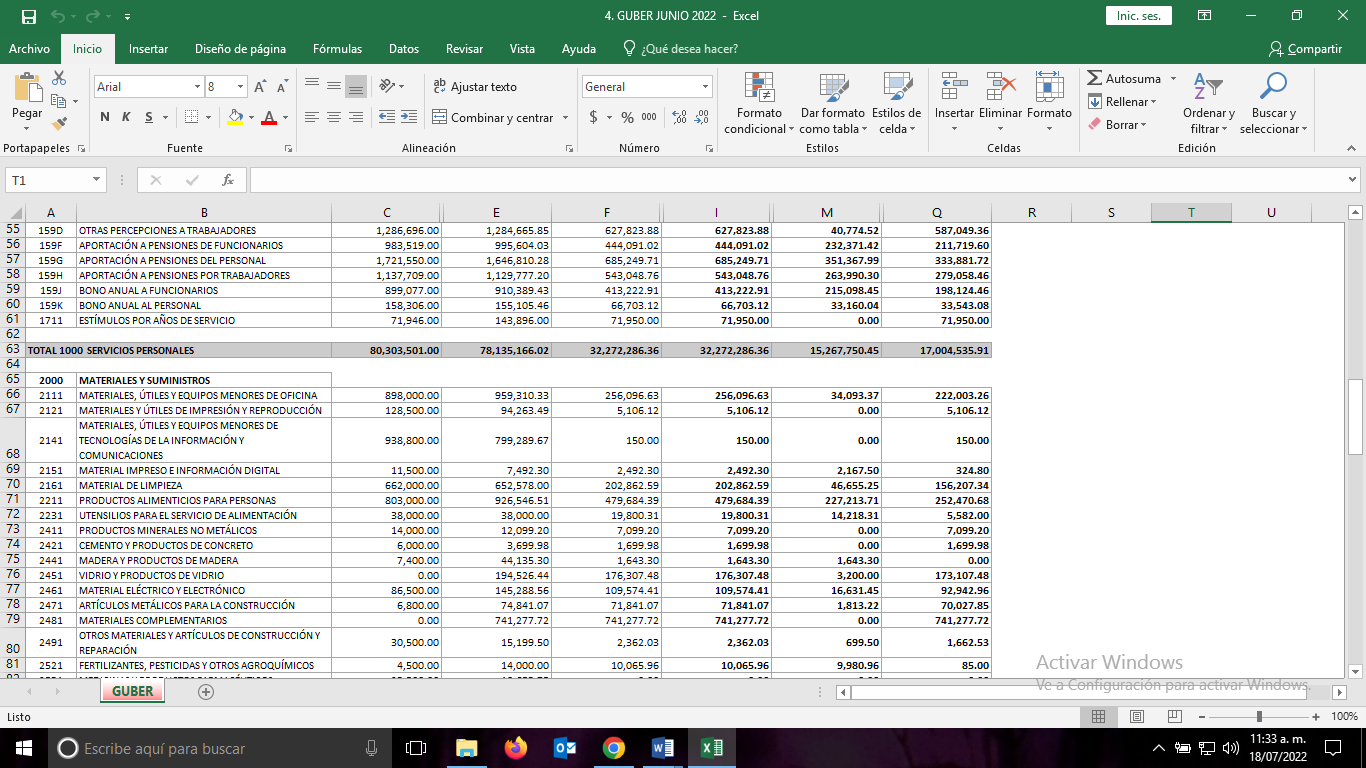 4. GUBER JUNIO 2022 - Excel
Inic. ses.
Archivo Inicio Insertar Diseño de página Fórmulas Datos Revisar Vista Ayuda ¿Qué desea hacer? Compartir
Arial 8 Ajustar texto General Autosuma
Pegar N K S Combinar y centrar $ % 000 Formato condicional Dar formato como tabla Estilos de celda Insertar Eliminar Formato Rellenar Borrar Ordenar y filtrar Buscar y seleccionar
Portapapeles Fuente Alineación Número Estilos Celdas Edición
T1 fx
A B C E F I M Q R S T U
55 159D OTRAS PERCEPCIONES A TRABAJADORES 1,286,696.00 1,284,665.85 627,823.88 627,823.88 40,774.52 587,049.36
56 159F APORTACIÓN A PENSIONES DE FUNCIONARIOS 983,519.00 995,604.03 444,091.02 444,091.02 232,371.42 211,719.60
57 159G APORTACIÓN A PENSIONES DEL PERSONAL 1,721,550.00 1,646,810.28 685,249.71 685,249.71 351,367.99 333,881.72
58 159H APORTACIÓN A PENSIONES POR TRABAJADORES 1,137,709.00 1,129,777.20 543,048.76 543,048.76 263,990.30 279,058.46
59 159J BONO ANUAL A FUNCIONARIOS 899,077.00 910,389.43 413,222.91 413,222.91 215,098.45 198,124.46
60 159K BONO ANUAL AL PERSONAL 158,306.00 155,105.46 66,703.12 66,703.12 33,160.04 33,543.08
61 1711 ESTÍMULOS POR AÑOS DE SERVICIO 71,946.00 143,896.00 71,950.00 71,950.00 0.00 71,950.00
62
63 TOTAL 1000 SERVICIOS PERSONALES 80,303,501.00 78,135,166.02 32,272,286.36 32,272,286.36 15,267,750.45 17,004,535.91
64
65 2000 MATERIALES Y SUMINISTROS
66 2111 MATERIALES, ÚTILES Y EQUIPOS MENORES DE OFICINA 898,000.00 959,310.33 256,096.63 256,096.63 34,093.37 222,003.26
67 2121 MATERIALES Y ÚTILES DE IMPRESIÓN Y REPRODUCCIÓN 128,500.00 94,263.49 5,106.12 5,106.12 0.00 5,106.12
MATERIALES, ÚTILES Y EQUIPOS MENORES DE
2141 TECNOLOGÍAS DE LA INFORMACIÓN Y 938,800.00 799,289.67 150.00 150.00 0.00 150.00
68 COMUNICACIONES
69 2151 MATERIAL IMPRESO E INFORMACIÓN DIGITAL 11,500.00 7,492.30 2,492.30 2,492.30 2,167.50 324.80
70 2161 MATERIAL DE LIMPIEZA 662,000.00 652,578.00 202,862.59 202,862.59 46,655.25 156,207.34
71 2211 PRODUCTOS ALIMENTICIOS PARA PERSONAS 803,000.00 926,546.51 479,684.39 479,684.39 227,213.71 252,470.68
72 2231 UTENSILIOS PARA EL SERVICIO DE ALIMENTACIÓN 38,000.00 38,000.00 19,800.31 19,800.31 14,218.31 5,582.00
73 2411 PRODUCTOS MINERALES NO METÁLICOS 14,000.00 12,099.20 7,099.20 7,099.20 0.00 7,099.20
74 2421 CEMENTO Y PRODUCTOS DE CONCRETO 6,000.00 3,699.98 1,699.98 1,699.98 0.00 1,699.98
75 2441 MADERA Y PRODUCTOS DE MADERA 7,400.00 44,135.30 1,643.30 1,643.30 1,643.30 0.00
76 2451 VIDRIO Y PRODUCTOS DE VIDRIO 0.00 194,526.44 176,307.48 176,307.48 3,200.00 173,107.48
77 2461 MATERIAL ELÉCTRICO Y ELECTRÓNICO 86,500.00 145,288.56 109,574.41 109,574.41 16,631.45 92,942.96
78 2471 ARTÍCULOS METÁLICOS PARA LA CONSTRUCCIÓN 6,800.00 74,841.07 71,841.07 71,841.07 1,813.22 70,027.85
79 2481 MATERIALES COMPLEMENTARIOS 0.00 741,277.72 741,277.72 741,277.72 0.00 741,277.72
80 2491 OTROS MATERIALES Y ARTÍCULOS DE CONSTRUCCIÓN Y 30,500.00 15,199.50 2,362.03 2,362.03 699.50 1,662.53
REPARACIÓN
81 2521 FERTILIZANTES, PESTICIDAS Y OTROS AGROQUÍMICOS 4,500.00 14,000.00 10,065.96 10,065.96 9,980.96 85.00
Activar Windows
Ve a Configuración para activar Windows.
GUBER
Listo 100%
Escribe aquí para buscar
11:33 a. m.
18/07/2022